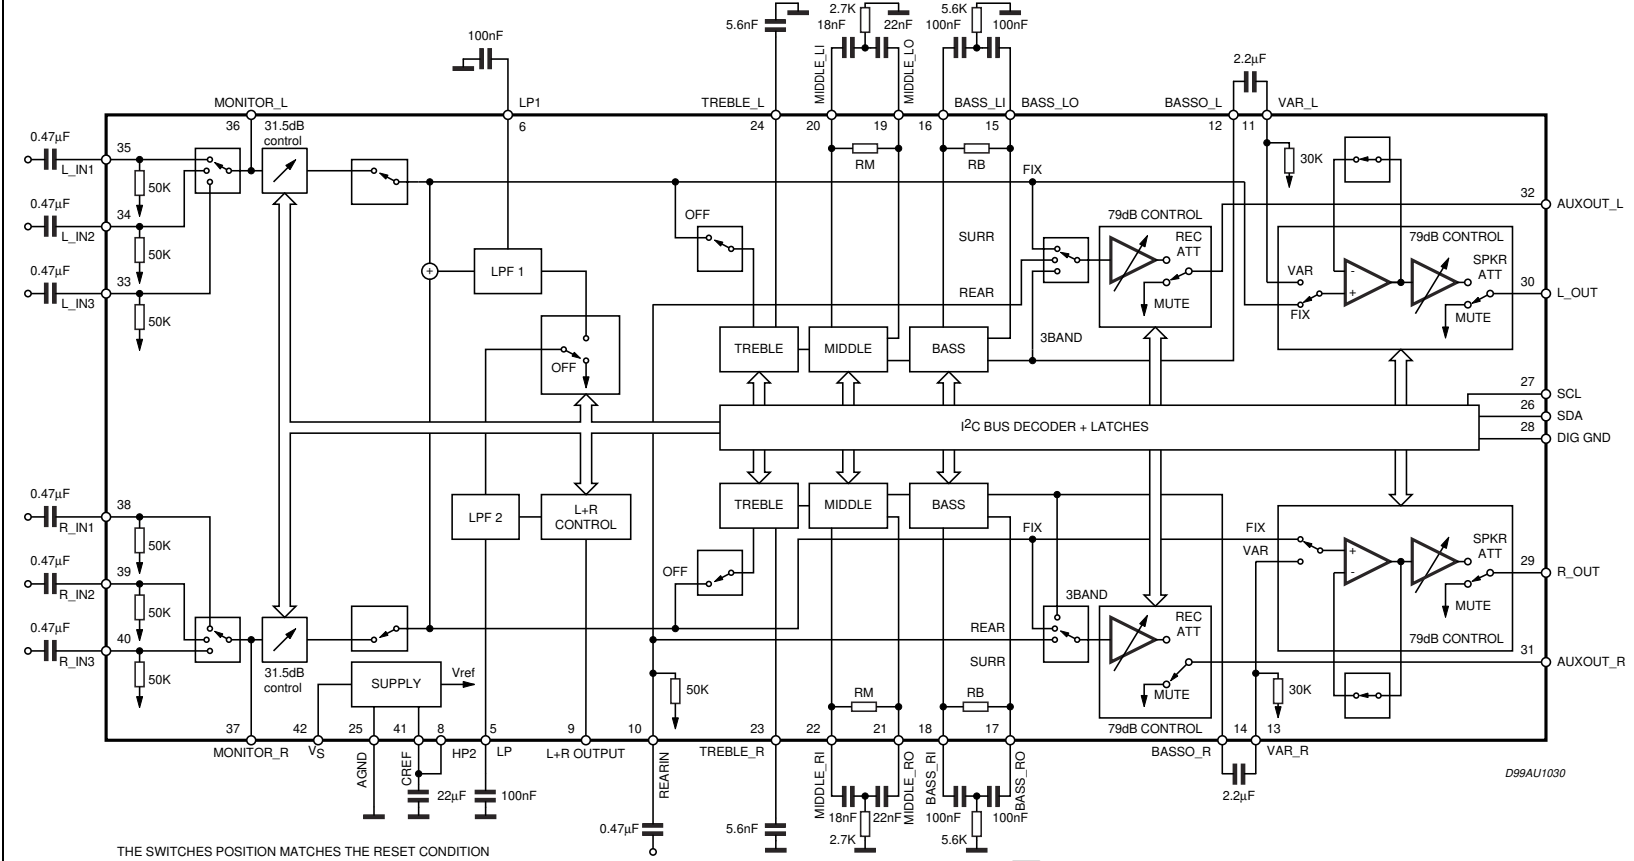 2.7K
5.6K
5.6nF
18nF
22nF
100nF
100nF
100nF
MIDDLE_LI
MIDDLE_LO
2.2µF
MONITOR_L
LP1
TREBLE_L
BASS_LI
BASS_LO
BASSO_L
VAR_L
36
6
24
20
19
16
15
12
11
0.47µF
35
L_IN1
50K
31.5dB
control
RM
RB
FIX
30K
0.47µF
34
L_IN2
50K
OFF
SURR
79dB CONTROL
REC
ATT
MUTE
32
AUXOUT_L
79dB CONTROL
0.47µF
33
L_IN3
50K
+
LPF 1
REAR
VAR
FIX
-
+
SPKR
ATT
MUTE
30
L_OUT
OFF
TREBLE
MIDDLE
BASS
3BAND
I2C BUS DECODER + LATCHES
27
SCL
26
SDA
28
DIG GND
0.47µF
38
R_IN1
50K
LPF 2
L+R
CONTROL
TREBLE
MIDDLE
BASS
FIX
FIX
VAR
+
-
SPKR
ATT
MUTE
29
R_OUT
0.47µF
39
R_IN2
50K
OFF
3BAND
REC
ATT
MUTE
79dB CONTROL
0.47µF
40
R_IN3
50K
31.5dB
control
REAR
SURR
31
AUXOUT_R
SUPPLY
Vref
50K
RM
RB
79dB CONTROL
30K
37
42
25
41
8
5
9
10
23
22
21
18
17
14
13
MONITOR_R
VS
AGND
CREF
HP2
LP
L+R OUTPUT
REARIN
TREBLE_R
MIDDLE_RI
MIDDLE_RO
BASS_RI
BASS_RO
BASSO_R
VAR_R
22µF
100nF
0.47µF
5.6nF
18nF
22nF
2.7K
100nF
100nF
5.6K
2.2µF
D99AU1030
THE SWITCHES POSITION MATCHES THE RESET CONDITION